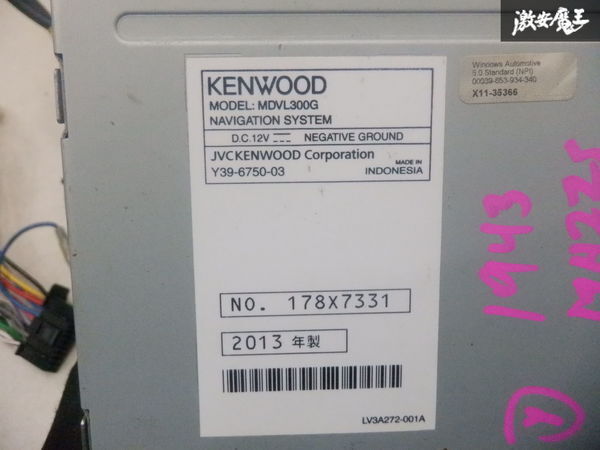 激安魔王
KENWOOD
MODEL: MDVL300G
NAVIGATION SYSTEM
D.C.12V NEGATIVE GROUND
JVCKENWOOD Corporation
MADE IN
Y39-6750-03 INDONESIA
NO. 178X7331
2013 年製
LV3A272-001A
Windows Automotive
5.0 Standard (NPI)
00039-653-934-340
X11-35366
1943
MH22S
Y